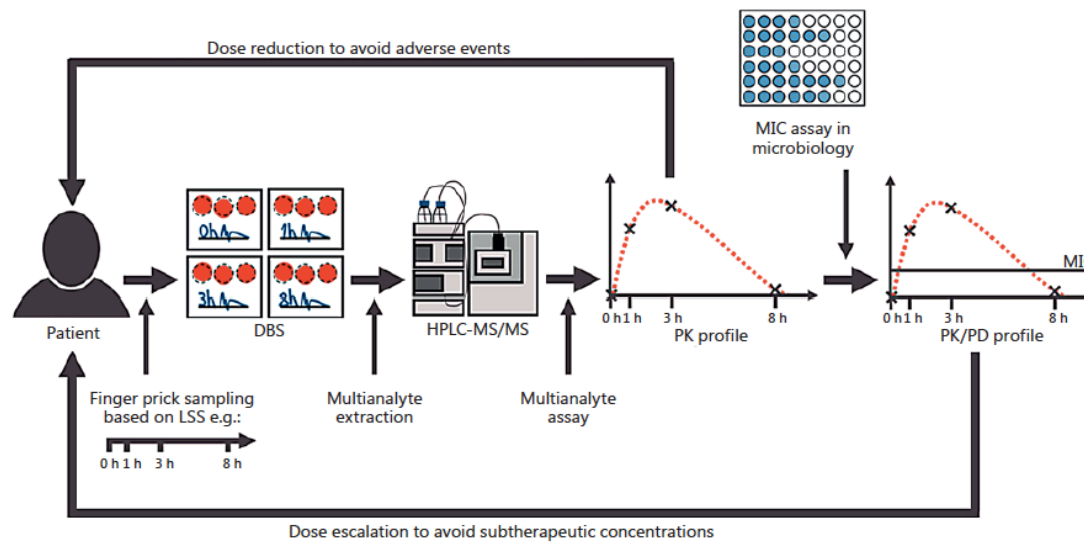 Dose reduction to avoid adverse events
MIC assay in
microbiology
0h
1h
3h
8h
Patient
DBS
HPLC-MS/MS
0 h 1 h 3 h 8 h
PK profile
MI
0 h 1 h 3 h 8 h
PK/PD profile
Finger prick sampling
based on LSS e.g.:
0 h 1 h 3 h 8 h
Multianalyte
extraction
Multianalyte
assay
Dose escalation to avoid subtherapeutic concentrations